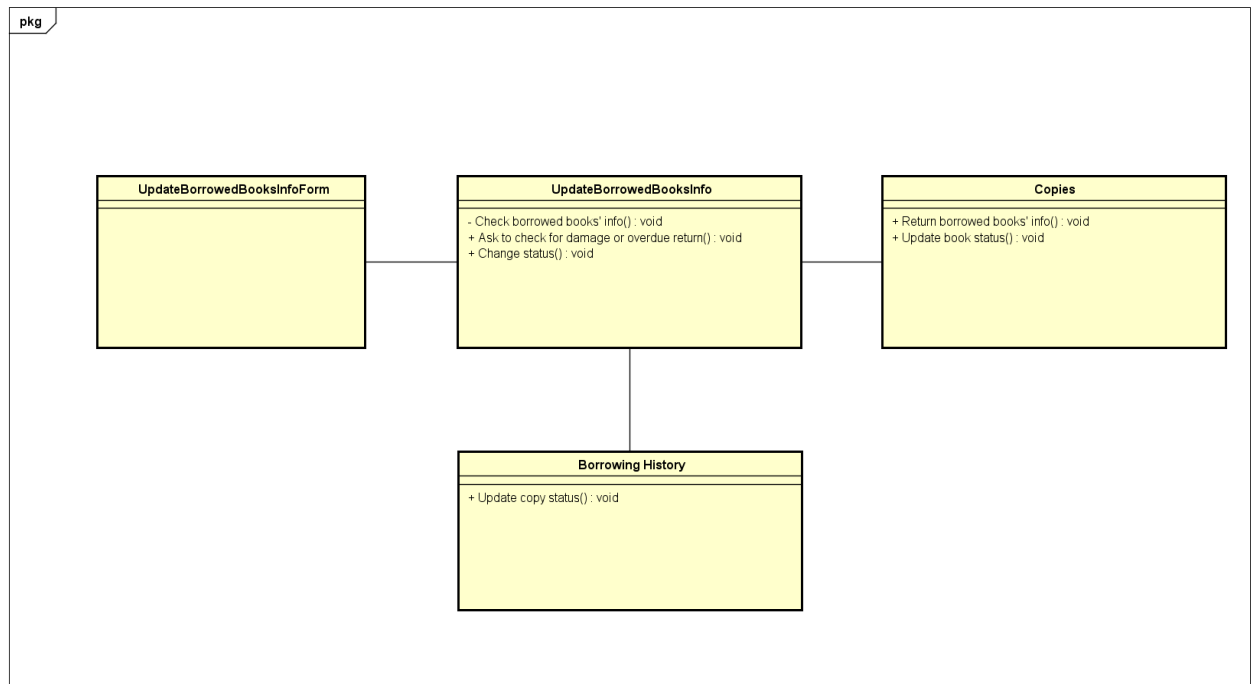 pkg
UpdateBorrowedBooksInfoForm
UpdateBorrowedBooksInfo
- Check borrowed books' info() : void
+ Ask to check for damage or overdue return() : void
+ Change status() : void
Copies
+ Return borrowed books' info() : void
+ Update book status() : void
Borrowing History
+ Update copy status() : void